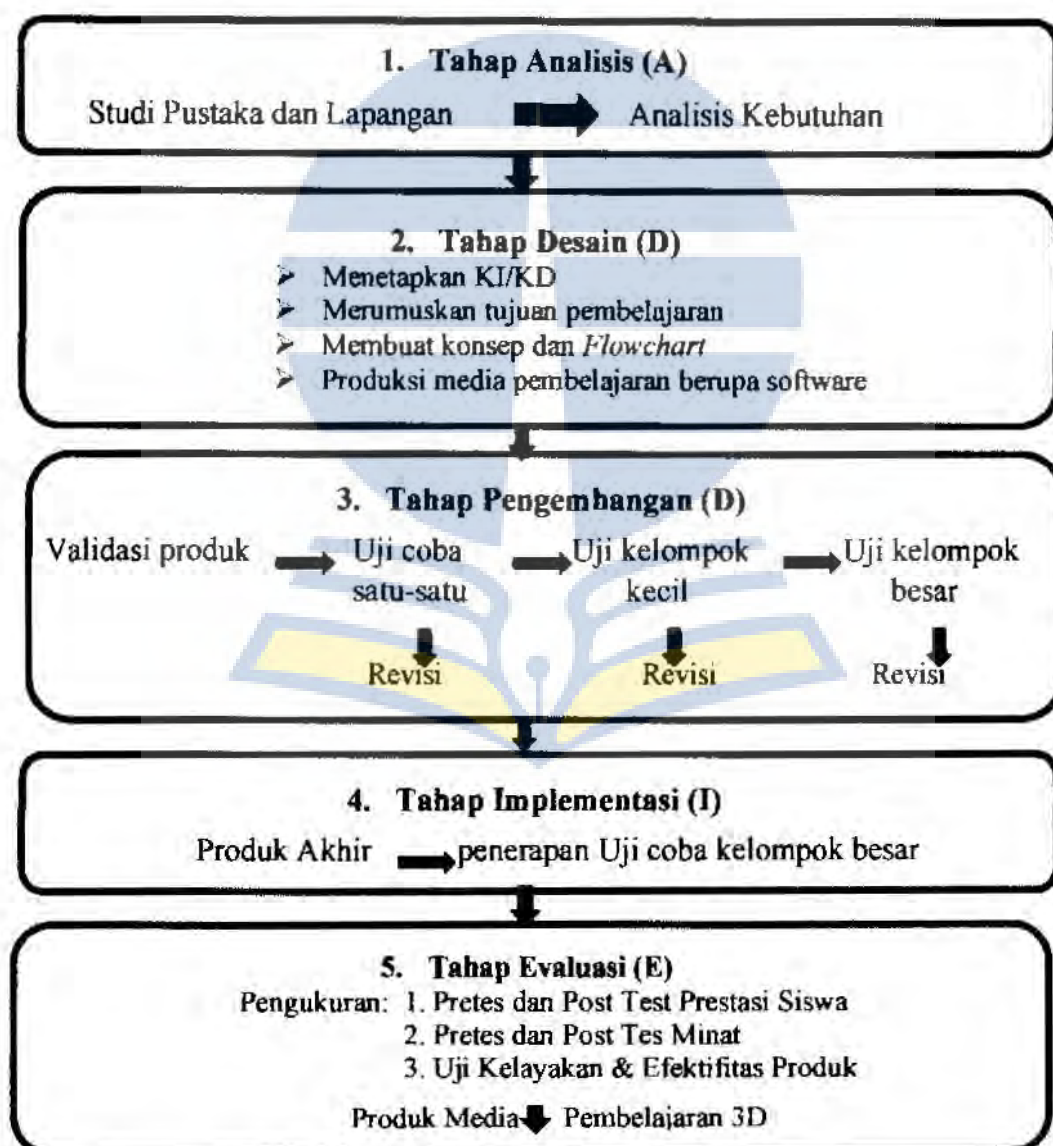 1. Tahap Analisis (A)
Studi Pustaka dan Lapangan Analisis Kebutuhan
2. Tahap Desain (D)
➢ Menetapkan KI/KD
➢ Merumuskan tujuan pembelajaran
➢ Membuat konsep dan Flowchart
➢ Produksi media pembelajaran berupa software
3. Tahap Pengembangan (D)
Validasi produk Uji coba Uji kelompok Uji kelompok
satu-satu kecil besar
Revisi Revisi Revisi
4. Tahap Implementasi (I)
Produk Akhir penerapan Uji coba kelompok besar
5. Tahap Evaluasi (E)
Pengukuran: 1. Pretes dan Post Test Prestasi Siswa
2. Pretes dan Post Tes Minat
3. Uji Kelayakan & Efektifitas Produk
Produk Media Pembelajaran 3D